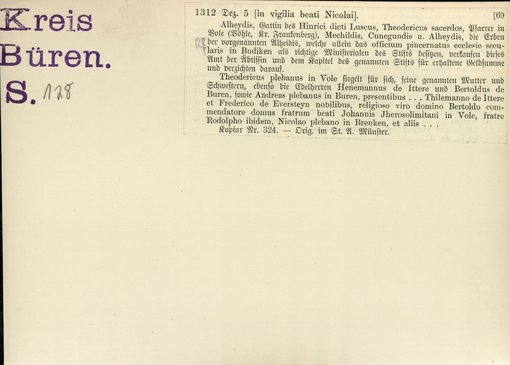 Kreis
Büren.
S. 128
1312 Dez. 5 [in vigilia beati Nicolai]. [69
Alheydis, Gattin des Hinrici dicti Luscus, Theodericus sacerdos, Pfarrer in
Vole (Vöhle, Kr. Frankenberg), Mechildis, Cunegundis u. Alheydis, die Erben
der vorgenannten Alheidis, welche allein das officium pincernatus ecclesie secu-
laris in Budiken als richtige Ministerialen des Stifts besitzen, verkaufen dieses
Amt der Äbtissin und dem Kapitel des genannten Stifts für erhaltene Geldsumme
und verzichten darauf.
Theodericus plebanus in Vole siegelt für sich, seine genannten Mutter und
Schwestern, ebenso die Edelherren Henemannus de Ittere und Bertoldus de
Buren, sowie Andreas plebanus in Buren, presentibus . . . Thilemanno de Ittere
et Frederico de Eversteyn nobilibus, religioso viro domino Bertoldo com-
mendatore domus fratrum beati Johannis Jherosolimitani in Vole, fratre
Rodolpho ibidem, Nicolao plebano in Brenken, et aliis . . .
Kopiar Nr. 324. — Orig. im St. A. Münster.